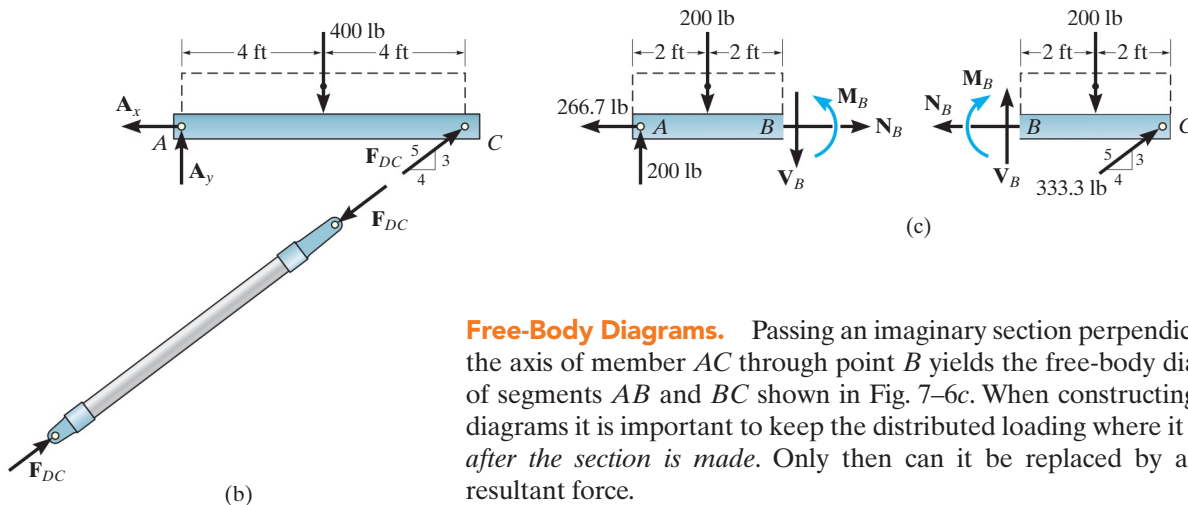 400 lb
4 ft 4 ft
A_x
A
A_y
F_DC
5
3
4
C
F_DC
F_DC
(b)
200 lb
2 ft 2 ft
266.7 lb
A
B
M_B
N_B
200 lb
V_B
200 lb
2 ft 2 ft
M_B
N_B
B
V_B
5
3
4
333.3 lb
(c)
Free-Body Diagrams. Passing an imaginary section
the axis of member AC through point B yields the free-body
of segments AB and BC shown in Fig. 7–6c. When constructing
diagrams it is important to keep the distributed loading where it
after the section is made. Only then can it be replaced by a
resultant force.